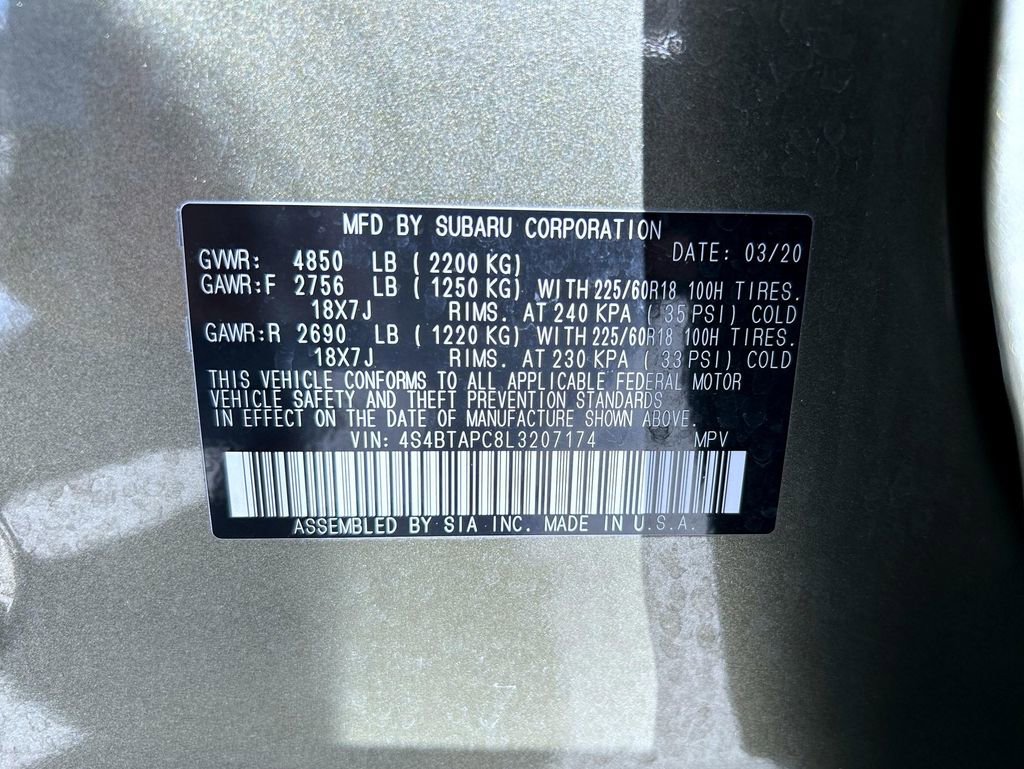 MFD BY SUBARU CORPORATION
DATE: 03/20
GVWR: 4850 LB (2200 KG)
GAWR:F 2756 LB (1250 KG) WITH 225/60R18 100H TIRES.
18X7J RIMS. AT 240 KPA (35 PSI) COLD
GAWR:R 2690 LB (1220 KG) WITH 225/60R18 100H TIRES.
18X7J RIMS. AT 230 KPA (33 PSI) COLD
THIS VEHICLE CONFORMS TO ALL APPLICABLE FEDERAL MOTOR
VEHICLE SAFETY AND THEFT PREVENTION STANDARDS
IN EFFECT ON THE DATE OF MANUFACTURE SHOWN ABOVE.
VIN: 4S4BTAPC8L3207174 MPV
ASSEMBLED BY SIA INC. MADE IN U.S.A.